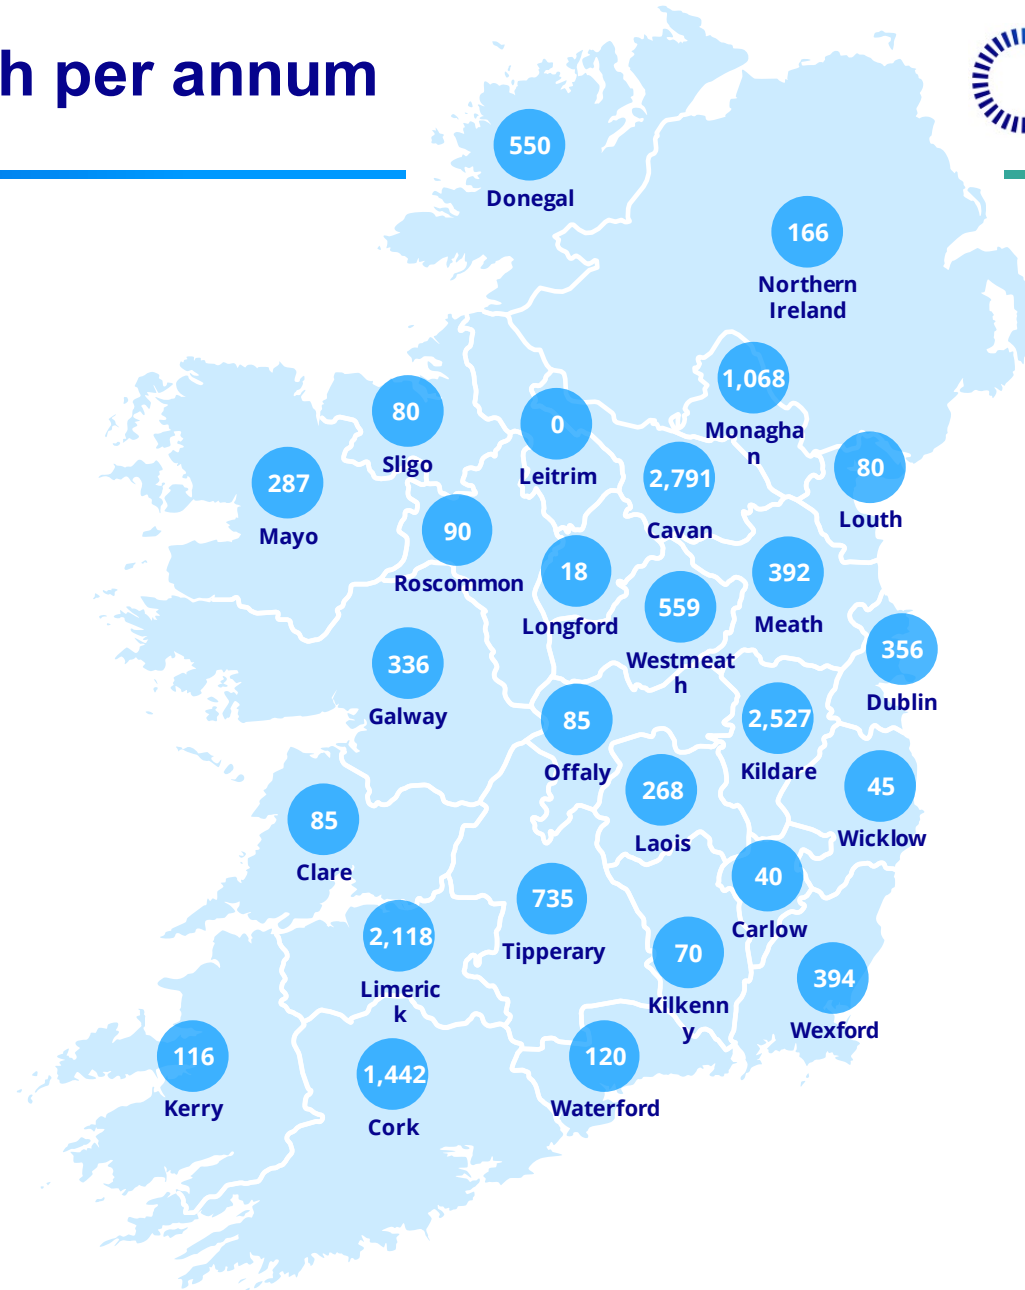 h per annum
550
Donegal
166
Northern
Ireland
1,068
Monagha
n
80
Sligo
0
Leitrim
2,791
Cavan
80
Louth
287
Mayo
90
Roscommon
18
Longford
559
Westmeat
h
392
Meath
356
Dublin
336
Galway
85
Offaly
2,527
Kildare
268
Laois
45
Wicklow
85
Clare
40
Carlow
735
Tipperary
2,118
Limeric
k
70
Kilkenn
y
394
Wexford
116
Kerry
1,442
Cork
120
Waterford